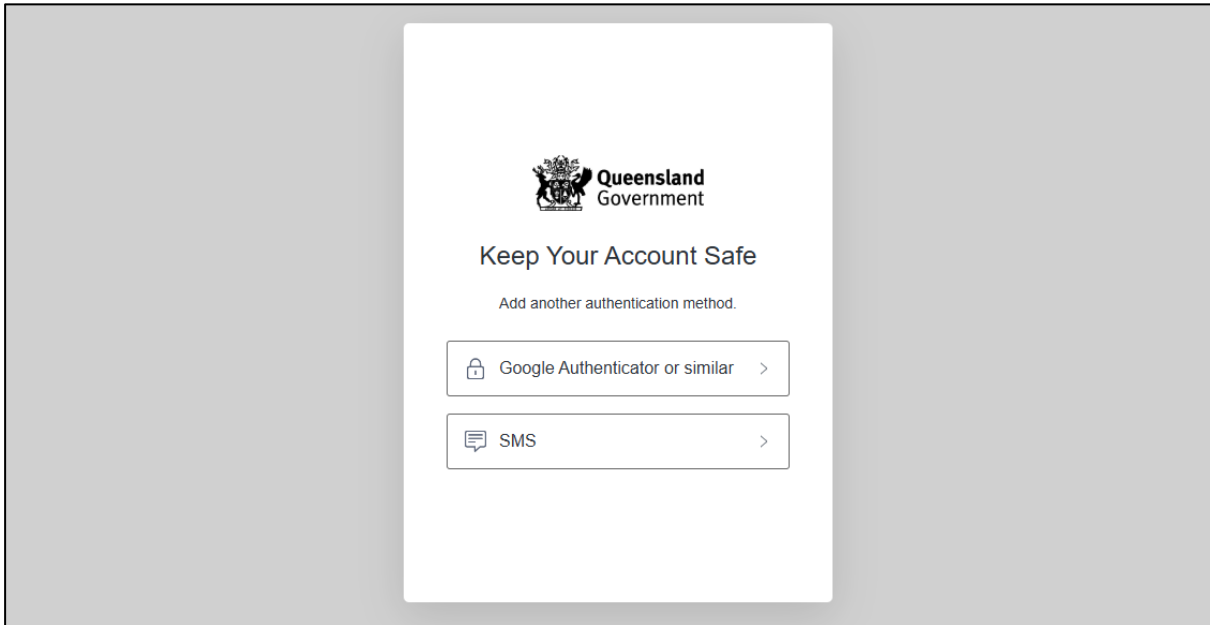 Queensland
Government
Keep Your Account Safe
Add another authentication method.
Google Authenticator or similar
SMS